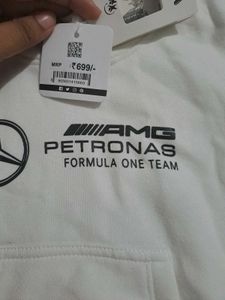 MRP ₹699/-
AMG
PETRONAS
FORMULA ONE TEAM